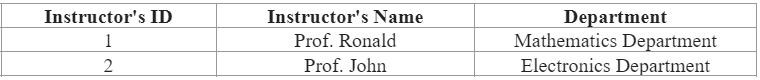 Instructor's ID Instructor's Name Department
1 Prof. Ronald Mathematics Department
2 Prof. John Electronics Department